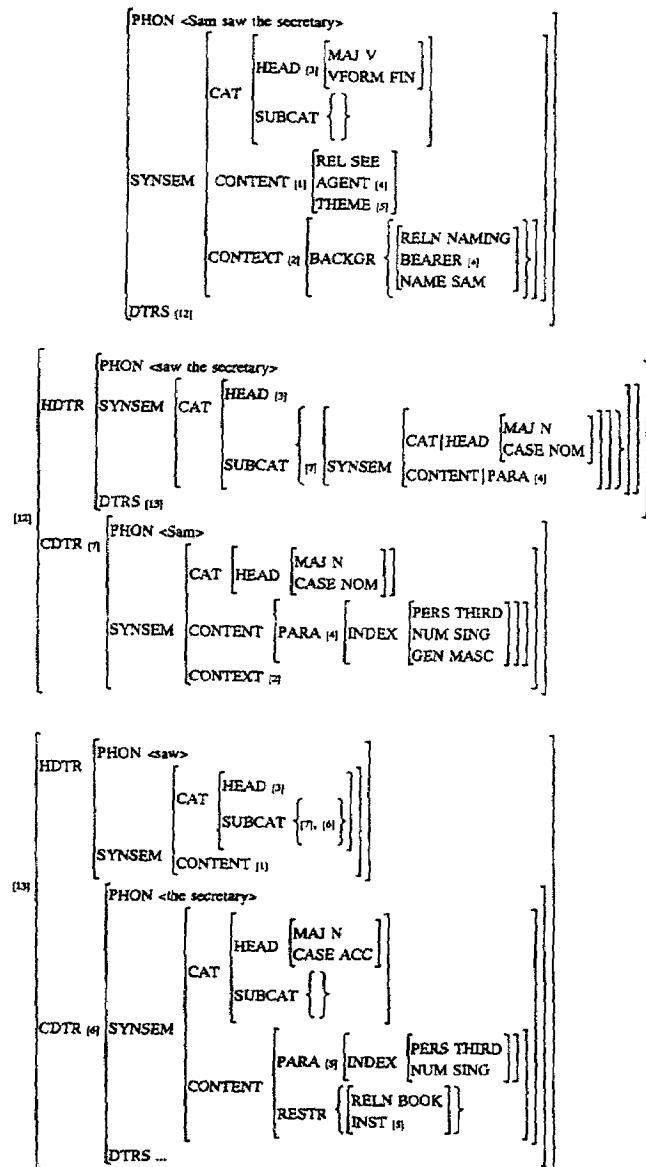 PHON <Sam saw the secretary>
MAJ V
HEAD [3]
VFORM FIN
CAT
SUBCAT { }
REL SEE
SYNSEM CONTENT [1] AGENT [4]
THEME [5]
RELN NAMING
CONTEXT [2] BACKGR { BEARER [4] }
NAME SAM
DTRS [12]
PHON <saw the secretary>
HEAD [3]
HDTR SYNSEM CAT
MAJ N
CAT|HEAD
CASE NOM
SUBCAT { [7] SYNSEM }
CONTENT|PARA [4]
DTRS [13]
[12]
CDTR [7] PHON <Sam>
MAJ N
CAT HEAD
CASE NOM
PERS THIRD
SYNSEM CONTENT PARA [4] INDEX NUM SING
GEN MASC
CONTEXT [2]
PHON <saw>
HDTR
HEAD [3]
CAT
SUBCAT { [7], [6] }
SYNSEM CONTENT [1]
[13]
PHON <the secretary>
MAJ N
HEAD
CASE ACC
CAT
SUBCAT { }
CDTR [6] SYNSEM
PERS THIRD
PARA [5] INDEX
NUM SING
CONTENT
RELN BOOK
RESTR { }
INST [5]
DTRS ...